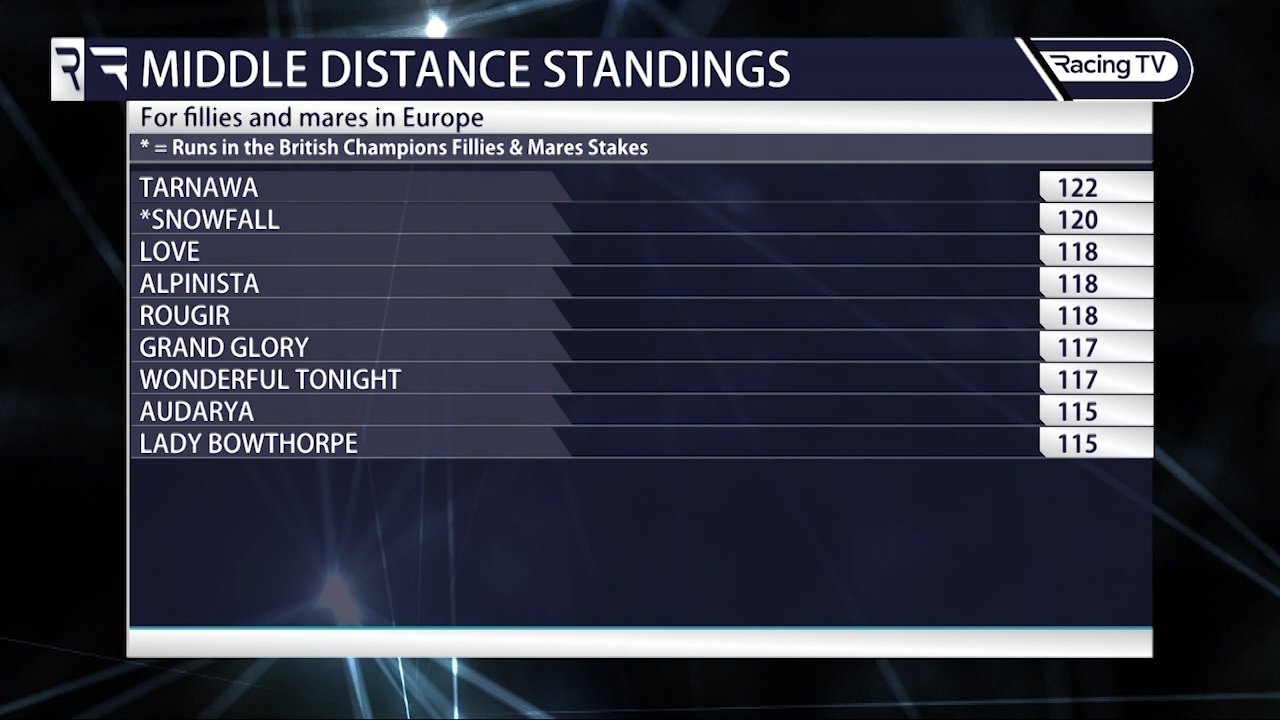 MIDDLE DISTANCE STANDINGS
Racing TV
For fillies and mares in Europe
* = Runs in the British Champions Fillies & Mares Stakes
TARNAWA 122
*SNOWFALL 120
LOVE 118
ALPINISTA 118
ROUGIR 118
GRAND GLORY 117
WONDERFUL TONIGHT 117
AUDARYA 115
LADY BOWTHORPE 115